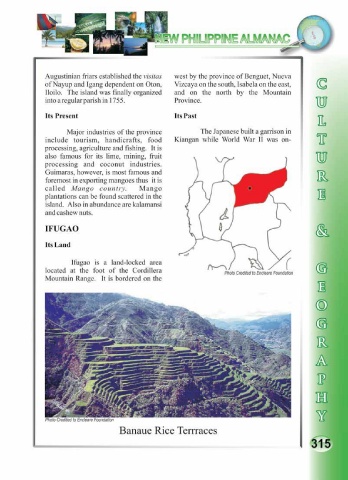 NEW PHILIPPINE ALMANAC
Augustinian friars established the visitas
of Nayup and Igang dependent on Oton,
Iloilo. The island was finally organized
into a regular parish in 1755.
Its Present
Major industries of the province
include tourism, handicrafts, food
processing, agriculture and fishing. It is
also famous for its lime, mining, fruit
processing and coconut industries.
Guimaras, however, is most famous and
foremost in exporting mangoes thus it is
called Mango country. Mango
plantations can be found scattered in the
island. Also in abundance are kalamansi
and cashew nuts.
IFUGAO
Its Land
Ifugao is a land-locked area
located at the foot of the Cordillera
Mountain Range. It is bordered on the
west by the province of Benguet, Nueva
Vizcaya on the south, Isabela on the east,
and on the north by the Mountain
Province.
Its Past
The Japanese built a garrison in
Kiangan while World War II was on-
Photo Credited to Enclaare Foundation
Photo Credited to Enclaare Foundation
Banaue Rice Terrraces
CULTURE & GEOGRAPHY
315